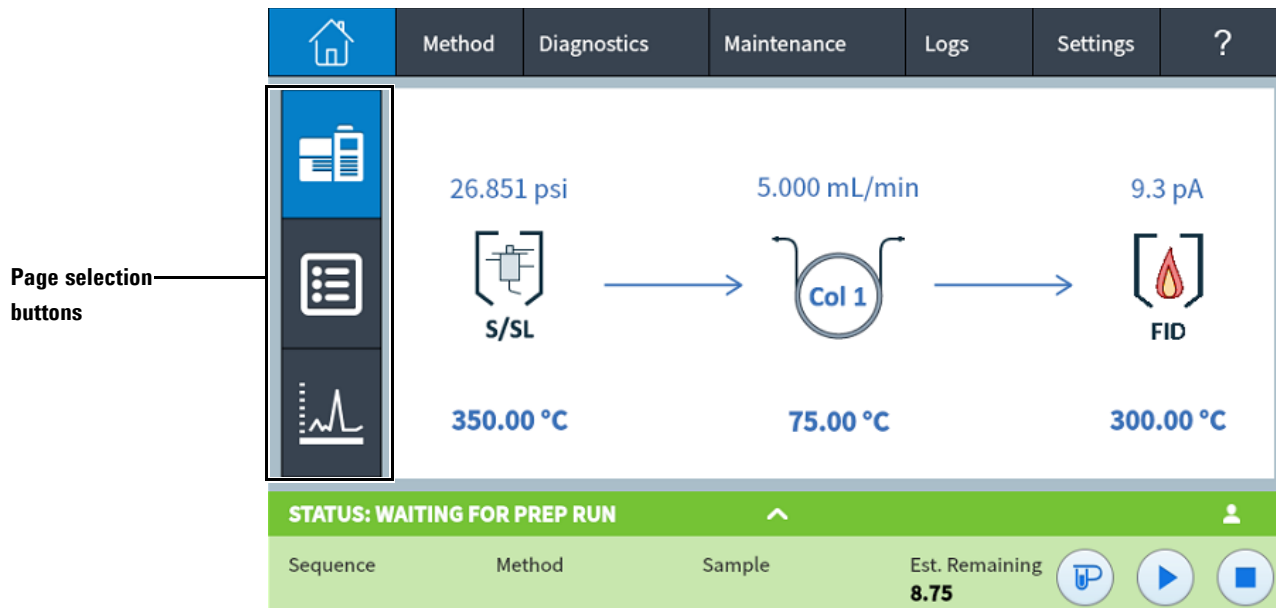 Method Diagnostics Maintenance Logs Settings ?
Page selection
buttons
26.851 psi 5.000 mL/min 9.3 pA
Col 1
S/SL FID
350.00 °C 75.00 °C 300.00 °C
STATUS: WAITING FOR PREP RUN
Sequence Method Sample Est. Remaining
8.75